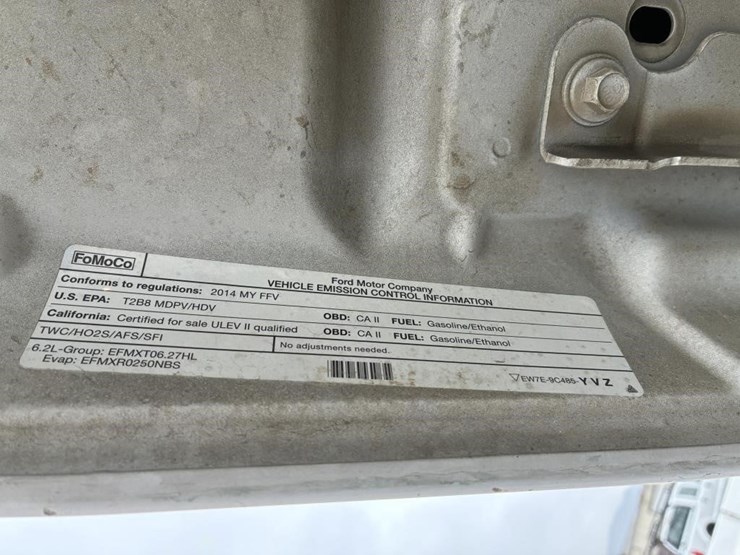 FoMoCo
Ford Motor Company
VEHICLE EMISSION CONTROL INFORMATION
Conforms to regulations: 2014 MY FFV
U.S. EPA: T2B8 MDPV/HDV OBD: CA II FUEL: Gasoline/Ethanol
California: Certified for sale ULEV II qualified OBD: CA II FUEL: Gasoline/Ethanol
TWC/HO2S/AFS/SFI No adjustments needed.
6.2L-Group: EFMXT06.27HL
Evap: EFMXR0250NBS
EW7E-9C485-YVZ